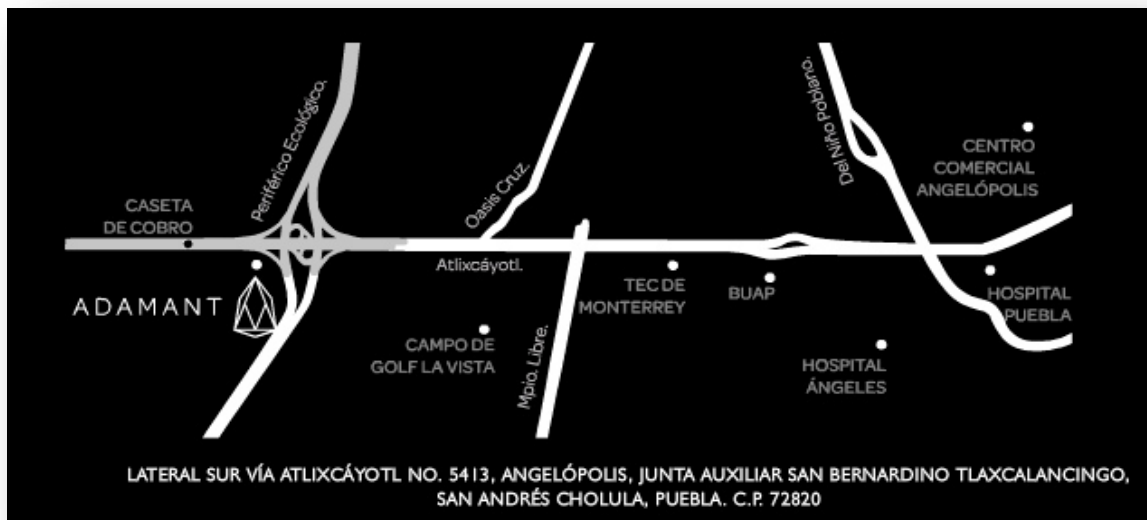 Periférico Ecológico.
Oasis Cruz.
Del Niño Poblano.
CENTRO
COMERCIAL
ANGELÓPOLIS
CASETA
DE COBRO
Atlixcáyotl.
ADAMANT
TEC DE
MONTERREY
BUAP
HOSPITAL
PUEBLA
CAMPO DE
GOLF LA VISTA
Mpio. Libre.
HOSPITAL
ÁNGELES
LATERAL SUR VÍA ATLIXCÁYOTL NO. 5413, ANGELÓPOLIS, JUNTA AUXILIAR SAN BERNARDINO TLAXCALANCINGO,
SAN ANDRÉS CHOLULA, PUEBLA. C.P. 72820